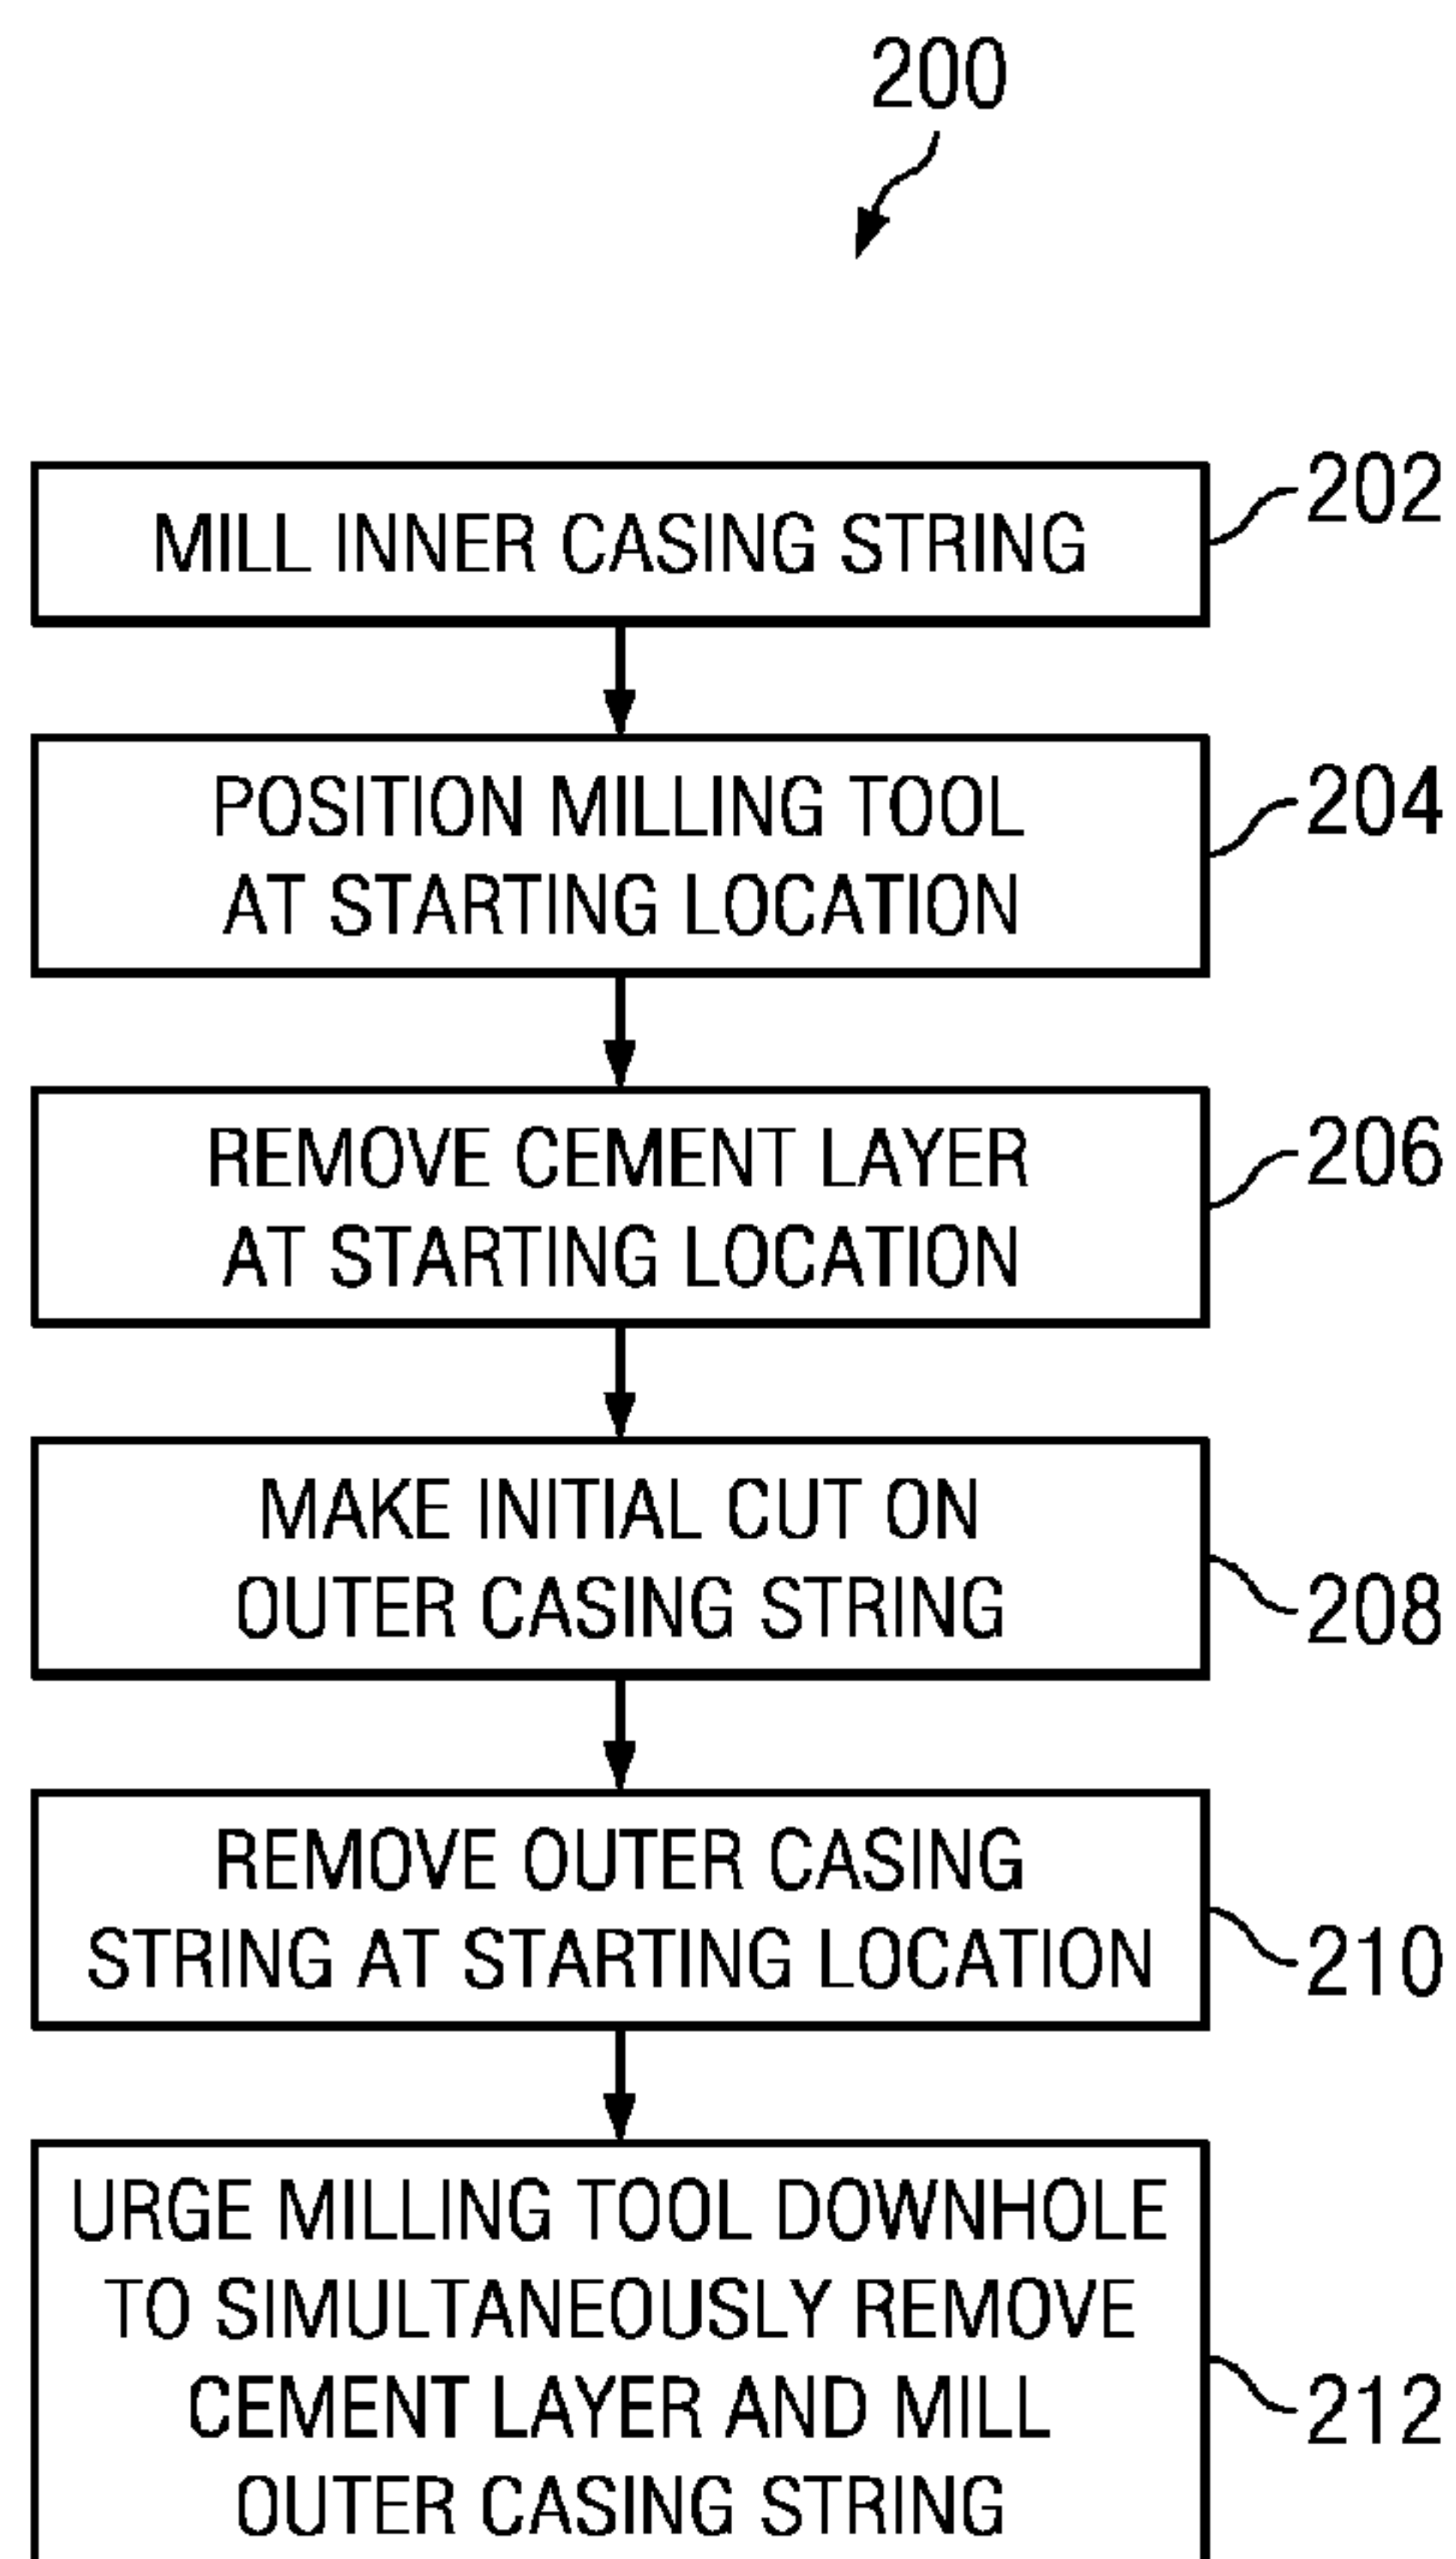 200
MILL INNER CASING STRING
202
POSITION MILLING TOOL
AT STARTING LOCATION
204
REMOVE CEMENT LAYER
AT STARTING LOCATION
206
MAKE INITIAL CUT ON
OUTER CASING STRING
208
REMOVE OUTER CASING
STRING AT STARTING LOCATION
210
URGE MILLING TOOL DOWNHOLE
TO SIMULTANEOUSLY REMOVE
CEMENT LAYER AND MILL
OUTER CASING STRING
212